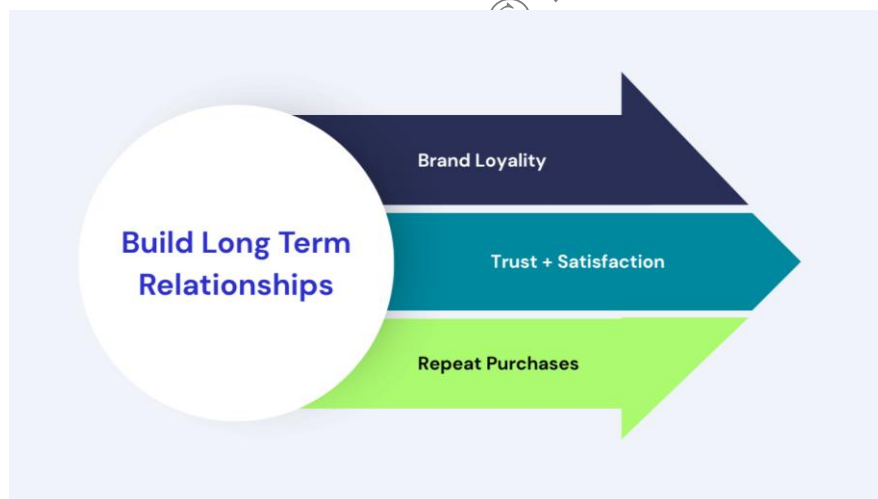 Build Long Term
Relationships
Brand Loyality
Trust + Satisfaction
Repeat Purchases